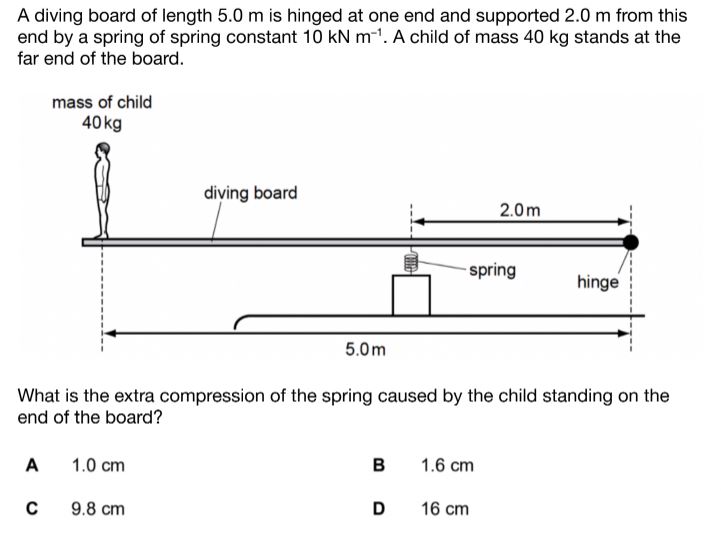 A diving board of length 5.0 m is hinged at one end and supported 2.0 m from this
end by a spring of spring constant 10 kN m⁻¹. A child of mass 40 kg stands at the
far end of the board.
mass of child
40 kg
diving board
2.0 m
spring
hinge
5.0 m
What is the extra compression of the spring caused by the child standing on the
end of the board?
A 1.0 cm B 1.6 cm
C 9.8 cm D 16 cm